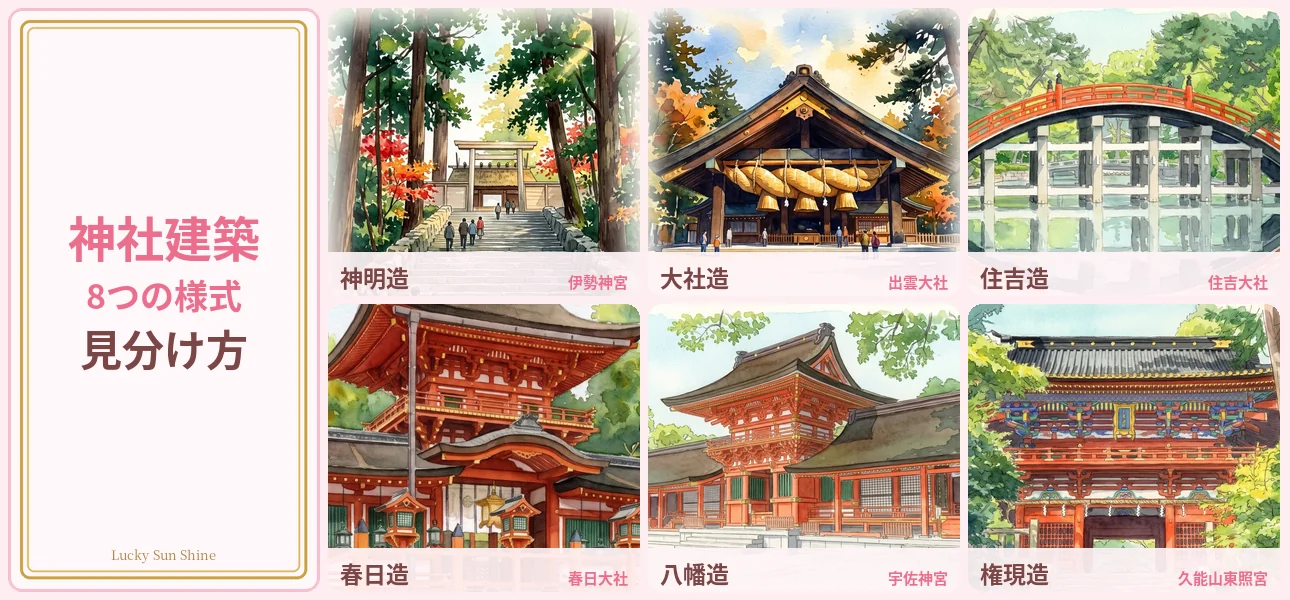 神社建築
8つの様式
見分け方
Lucky Sun Shine
神明造
伊勢神宮
大社造
出雲大社
住吉造
住吉大社
春日造
春日大社
八幡造
宇佐神宮
権現造
久能山東照宮